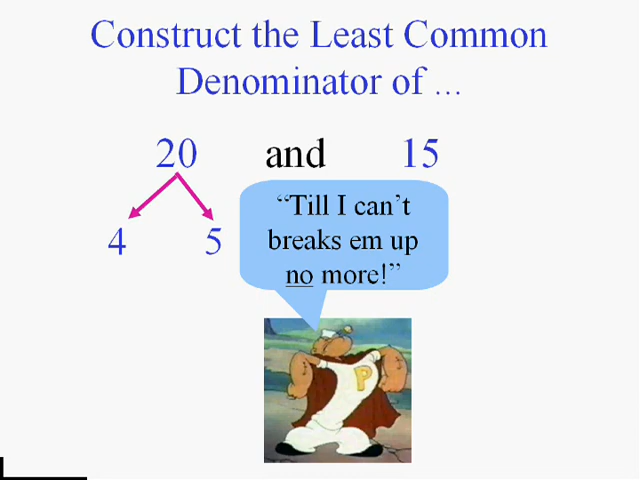 Construct the Least Common
Denominator of ...
20 and 15
4 5
“Till I can’t
breaks em up
no more!”
P